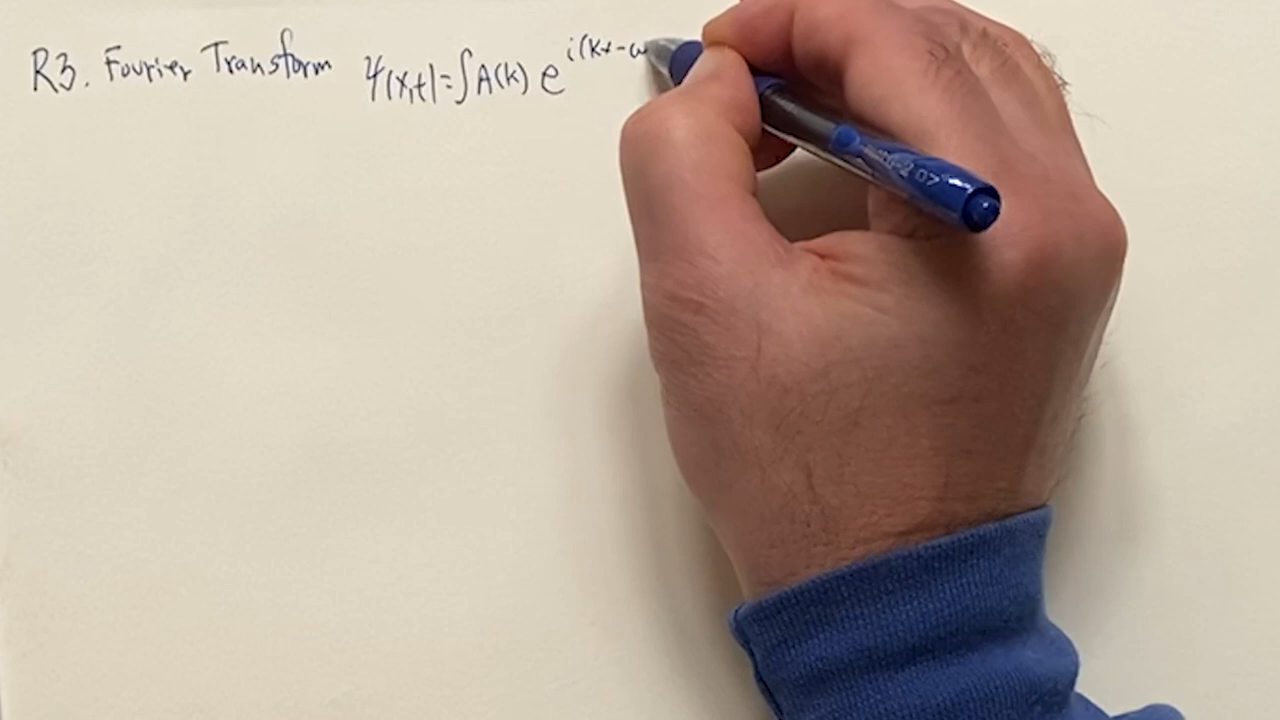 R3. Fourier Transform ψ(x,t)=∫A(k) e^i(kx-ω